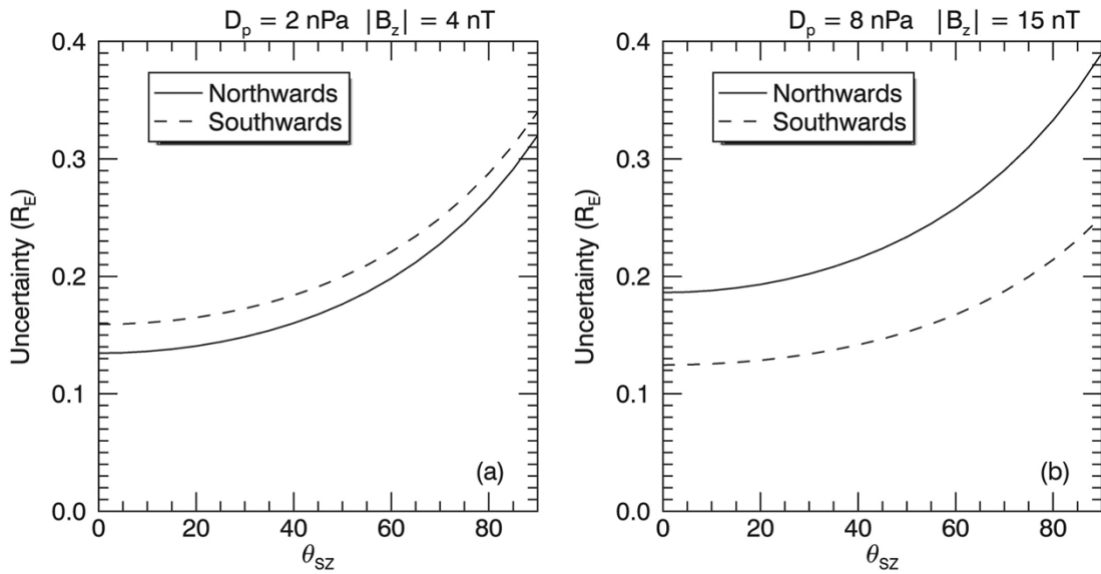 D_p = 2 nPa |B_z| = 4 nT
0.4
0.3
0.2
0.1
0.0
Uncertainty (R_E)
Northwards
Southwards
(a)
0 20 40 60 80
θ_SZ
D_p = 8 nPa |B_z| = 15 nT
0.4
0.3
0.2
0.1
0.0
Uncertainty (R_E)
Northwards
Southwards
(b)
0 20 40 60 80
θ_SZ